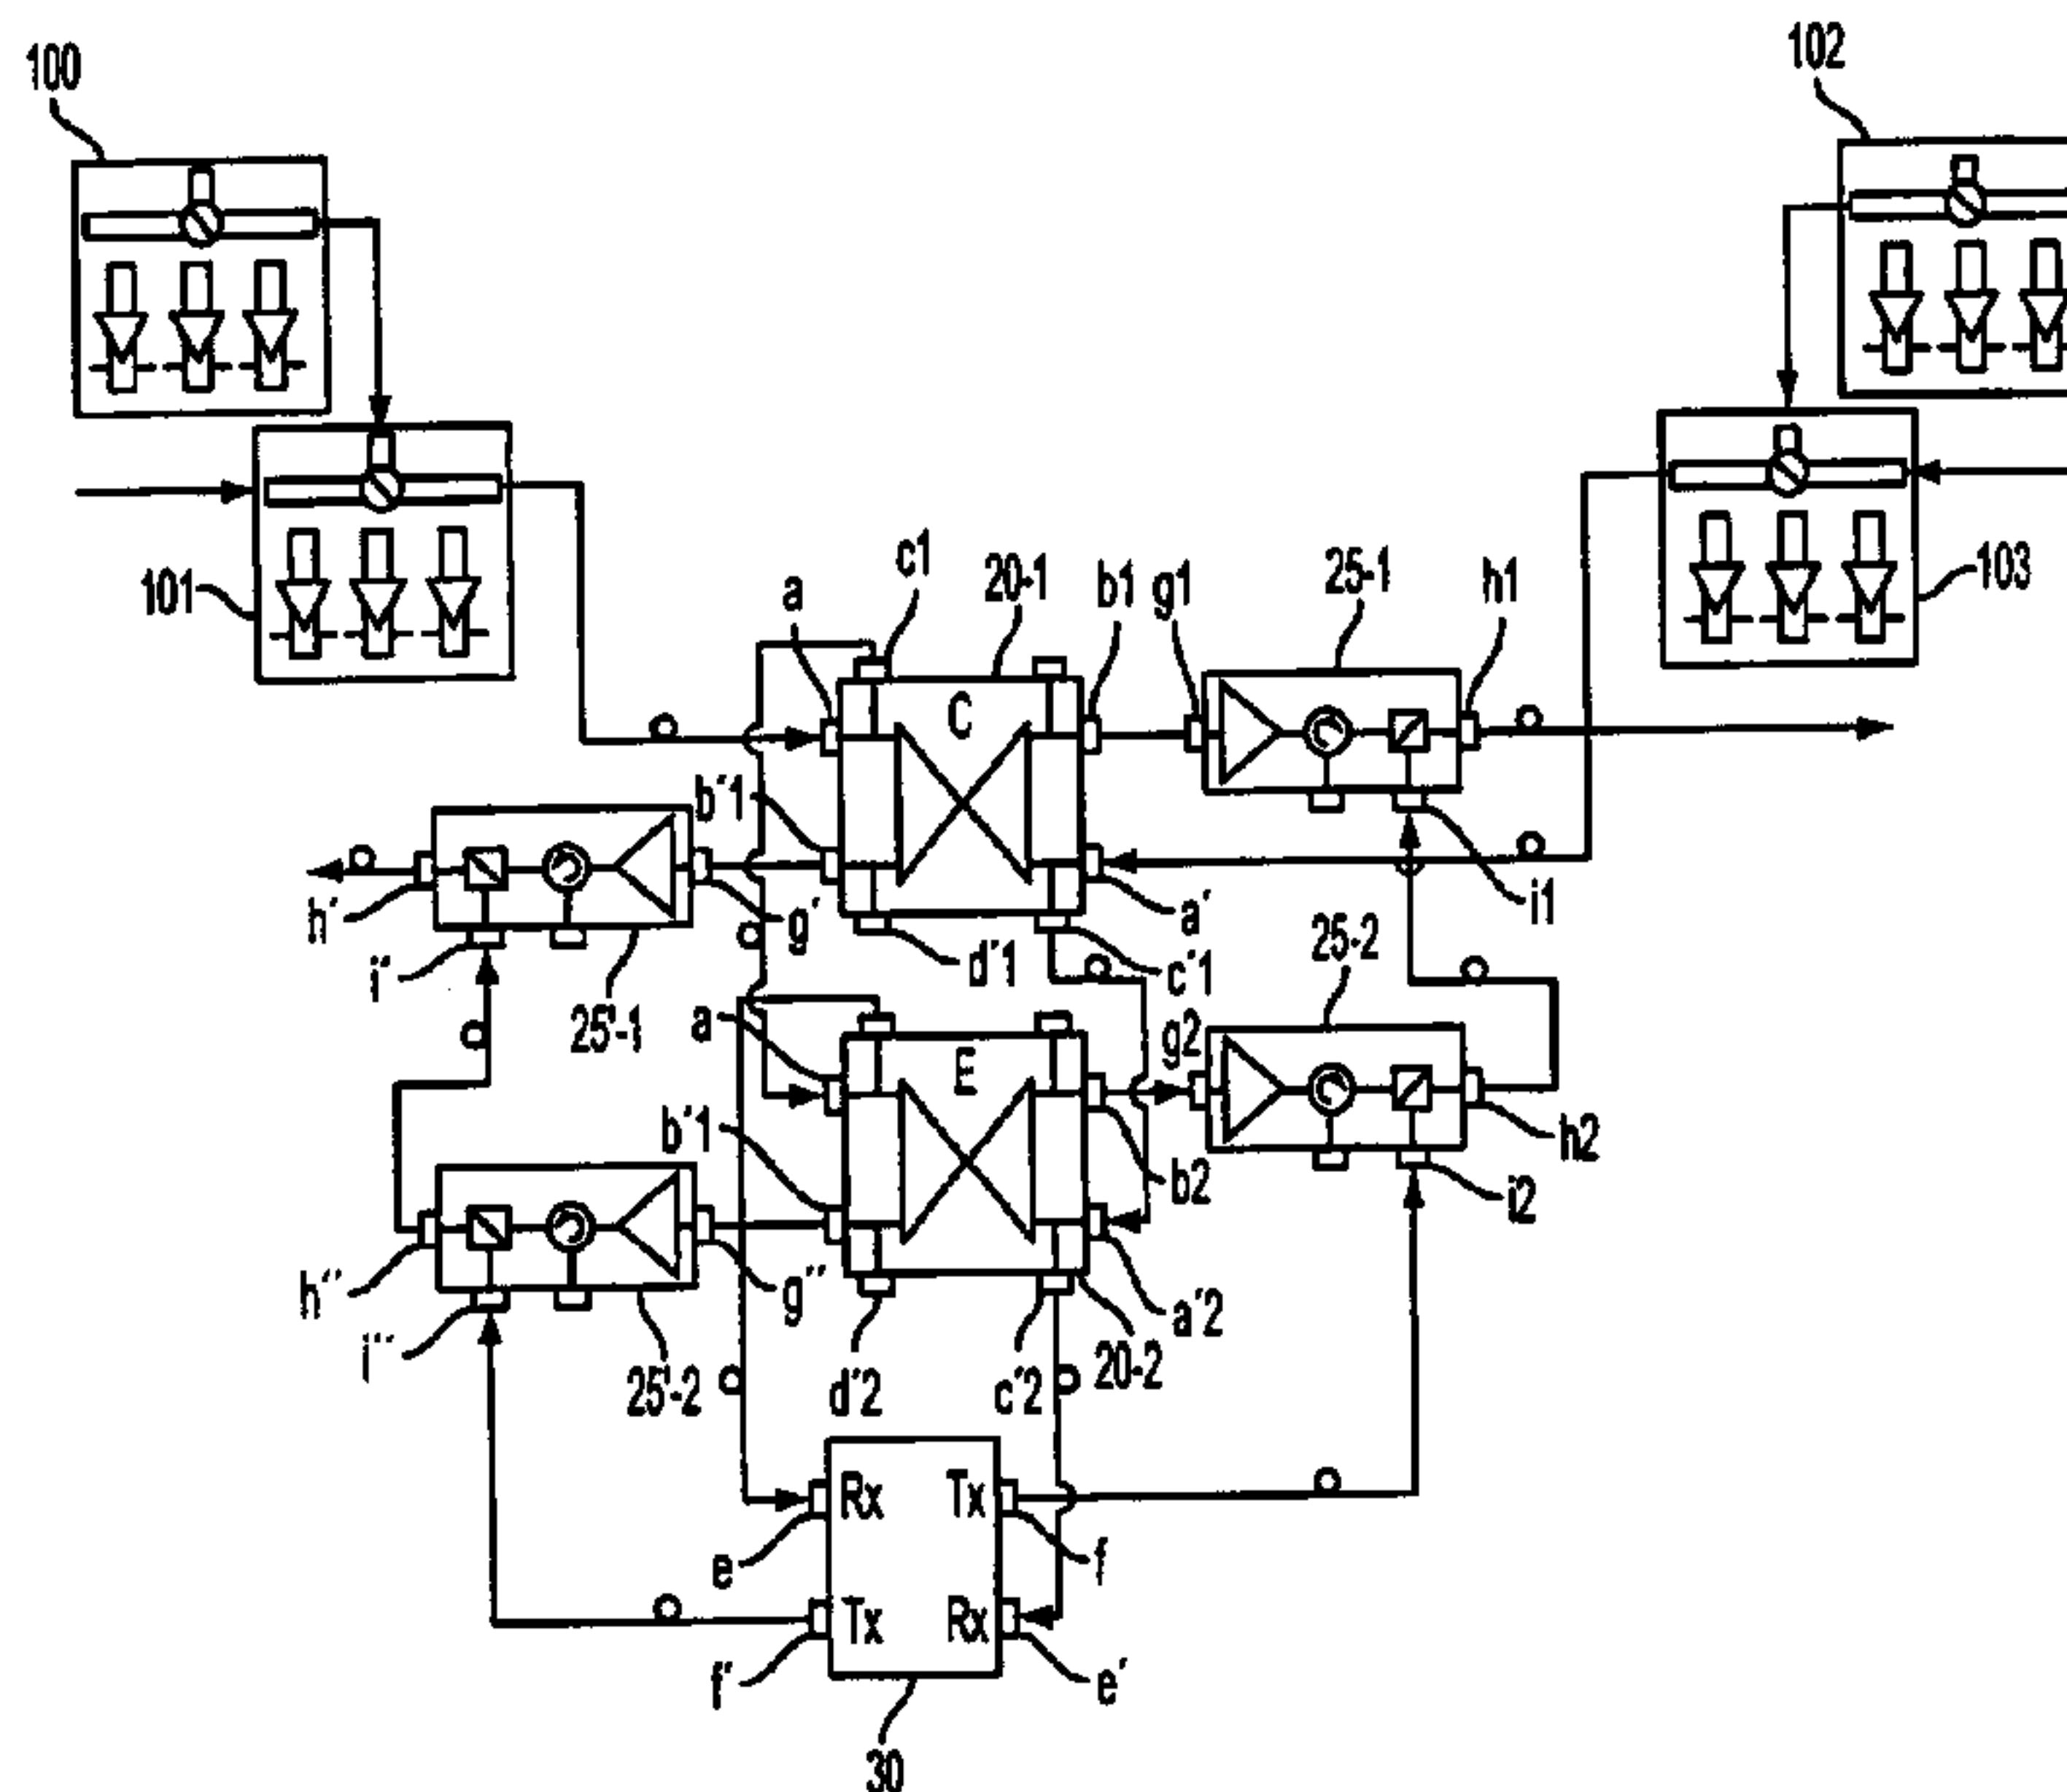 100
102
101
103
c1
20-1
b1
g1
25-1
h1
a
C
b'1
h'
g'
i'
25'-1
d'1
c'1
a'
i1
25-2
a
E
g2
b'1
b2
h2
i2
h''
g''
i''
25'-2
d'2
c'2
20-2
a'2
Rx
Tx
e
f
Tx
Rx
f'
e'
30